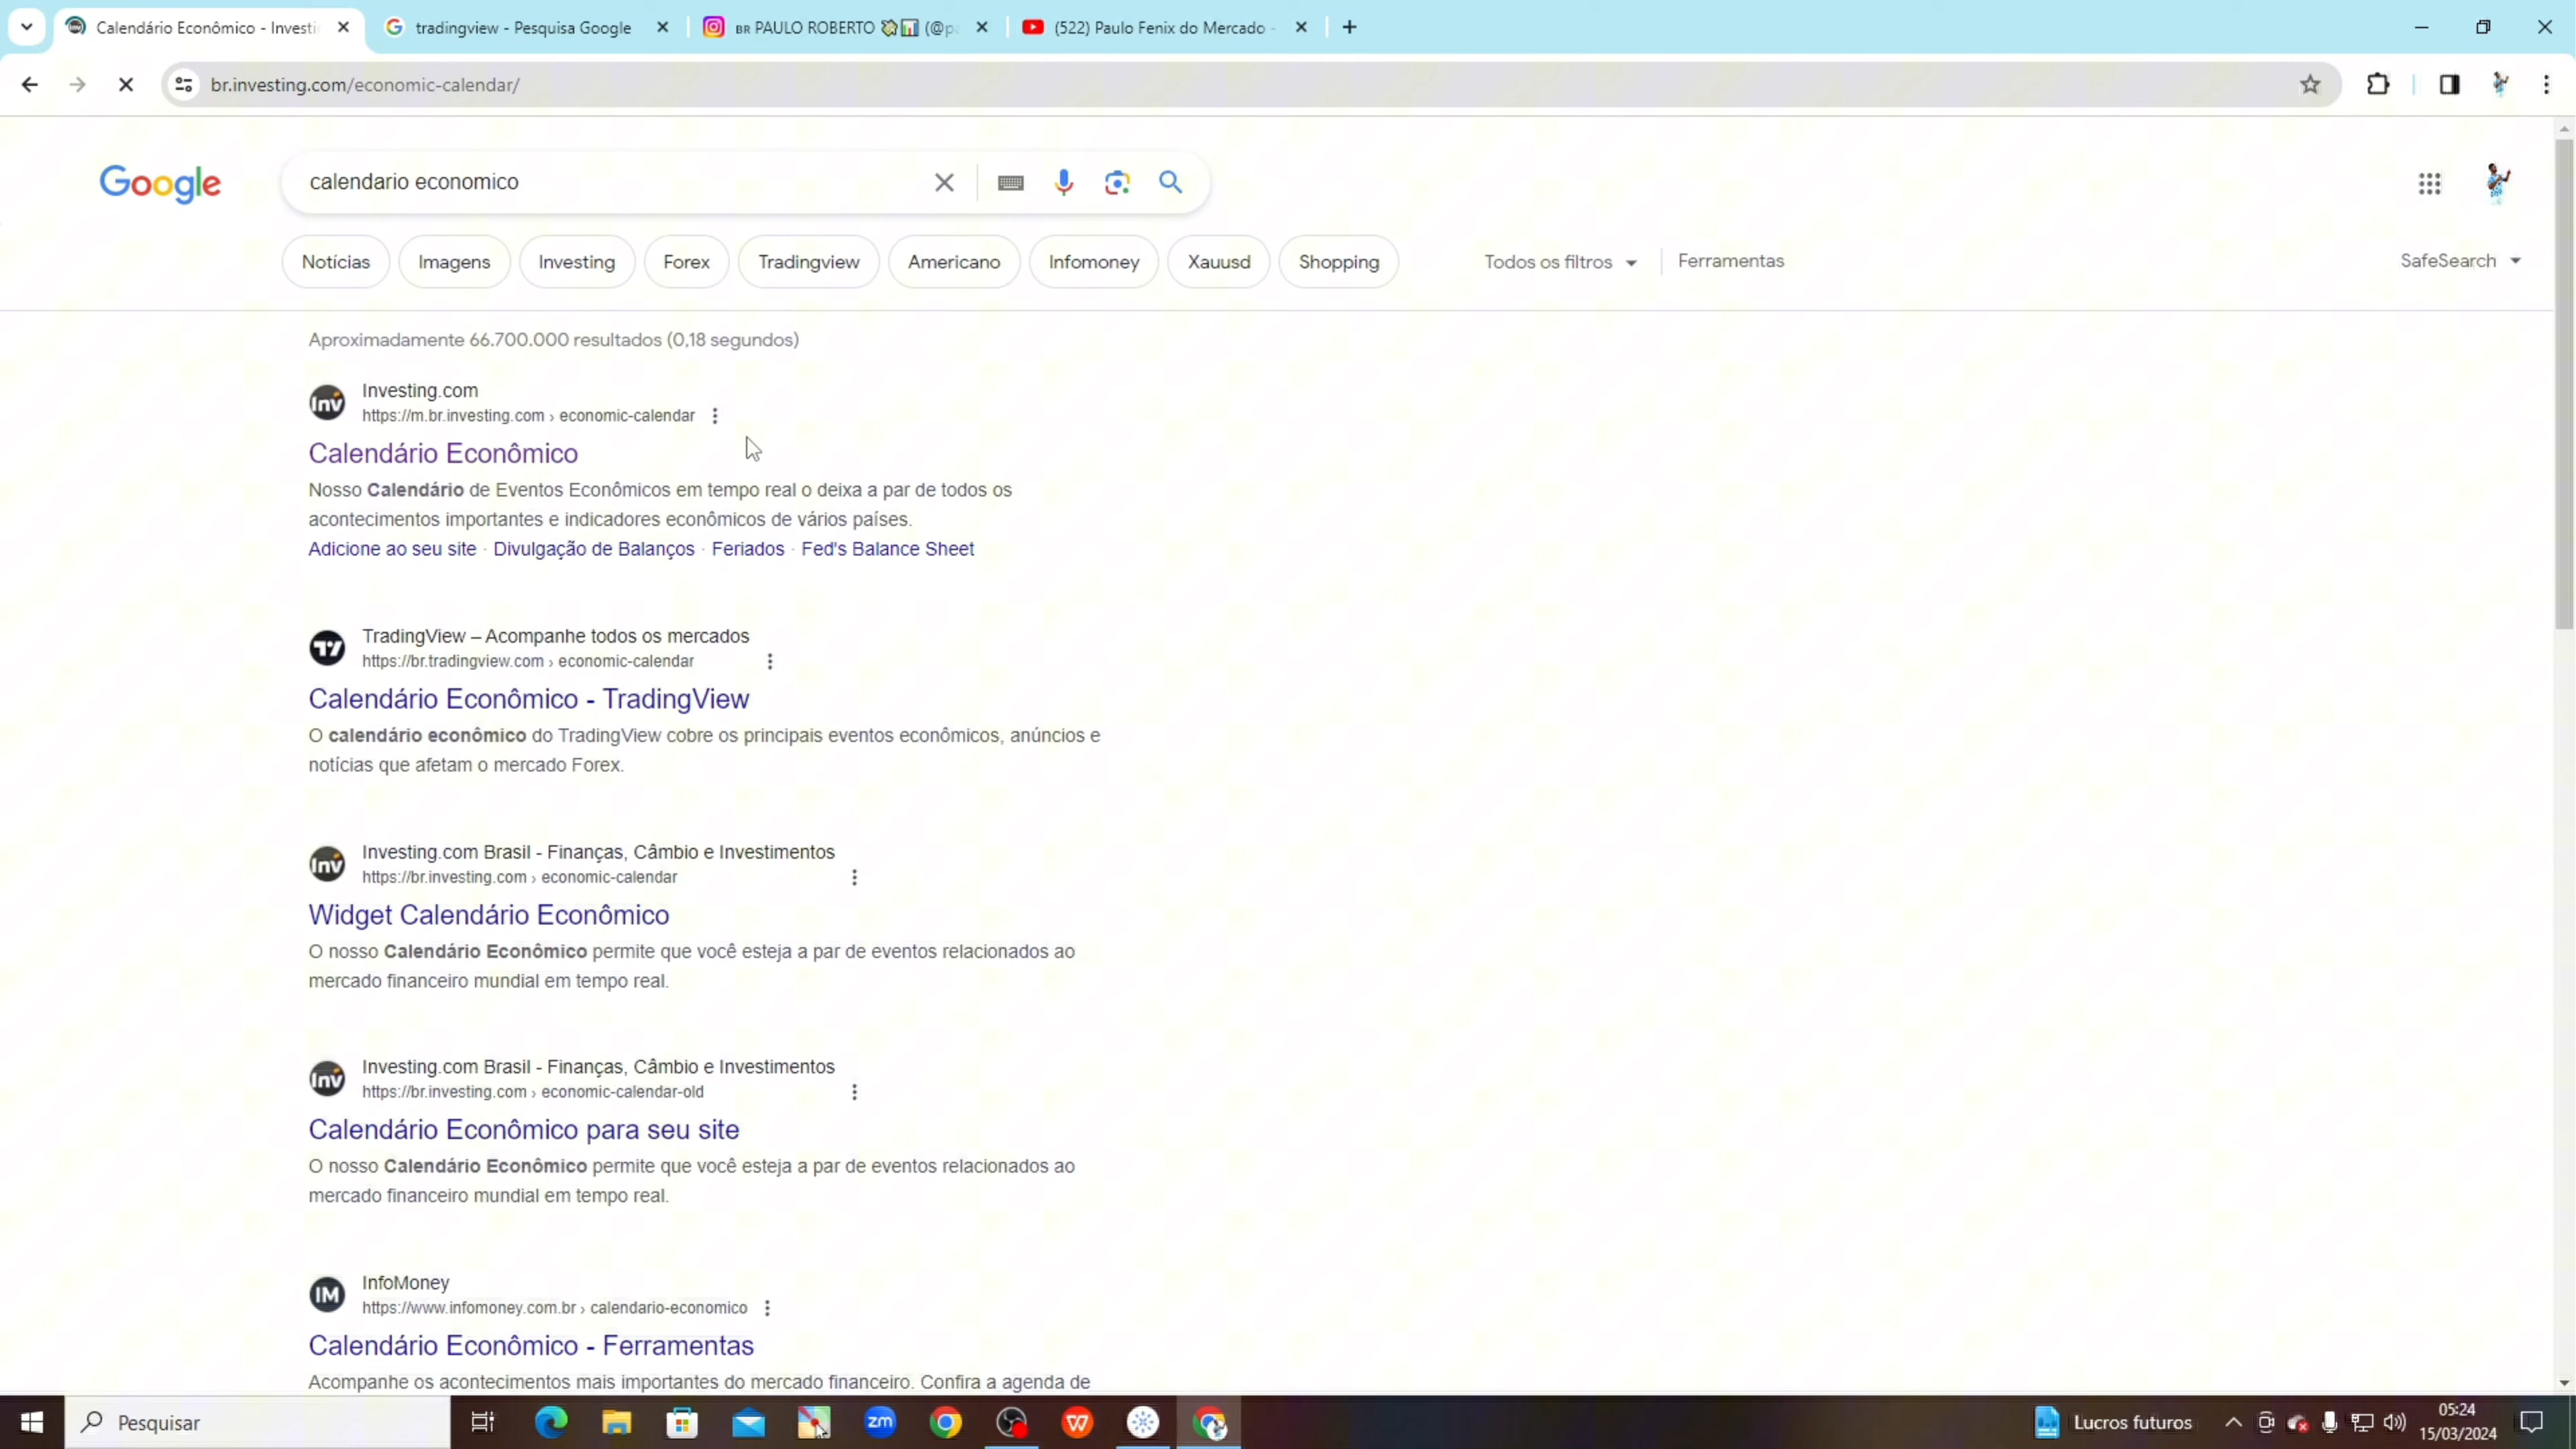 Calendário Econômico - Investi
tradingview - Pesquisa Google
BR PAULO ROBERTO
(522) Paulo Fenix do Mercado -
br.investing.com/economic-calendar/
Google
calendario economico
Notícias
Imagens
Investing
Forex
Tradingview
Americano
Infomoney
Xauusd
Shopping
Todos os filtros
Ferramentas
SafeSearch
Aproximadamente 66.700.000 resultados (0,18 segundos)
Inv
Investing.com
https://m.br.investing.com › economic-calendar
Calendário Econômico
Nosso Calendário de Eventos Econômicos em tempo real o deixa a par de todos os
acontecimentos importantes e indicadores econômicos de vários países.
Adicione ao seu site · Divulgação de Balanços · Feriados · Fed's Balance Sheet
TradingView – Acompanhe todos os mercados
https://br.tradingview.com › economic-calendar
Calendário Econômico - TradingView
O calendário econômico do TradingView cobre os principais eventos econômicos, anúncios e
notícias que afetam o mercado Forex.
Inv
Investing.com Brasil - Finanças, Câmbio e Investimentos
https://br.investing.com › economic-calendar
Widget Calendário Econômico
O nosso Calendário Econômico permite que você esteja a par de eventos relacionados ao
mercado financeiro mundial em tempo real.
Inv
Investing.com Brasil - Finanças, Câmbio e Investimentos
https://br.investing.com › economic-calendar-old
Calendário Econômico para seu site
O nosso Calendário Econômico permite que você esteja a par de eventos relacionados ao
mercado financeiro mundial em tempo real.
IM
InfoMoney
https://www.infomoney.com.br › calendario-economico
Calendário Econômico - Ferramentas
Acompanhe os acontecimentos mais importantes do mercado financeiro. Confira a agenda de
Pesquisar
zm
Lucros futuros
05:24
15/03/2024